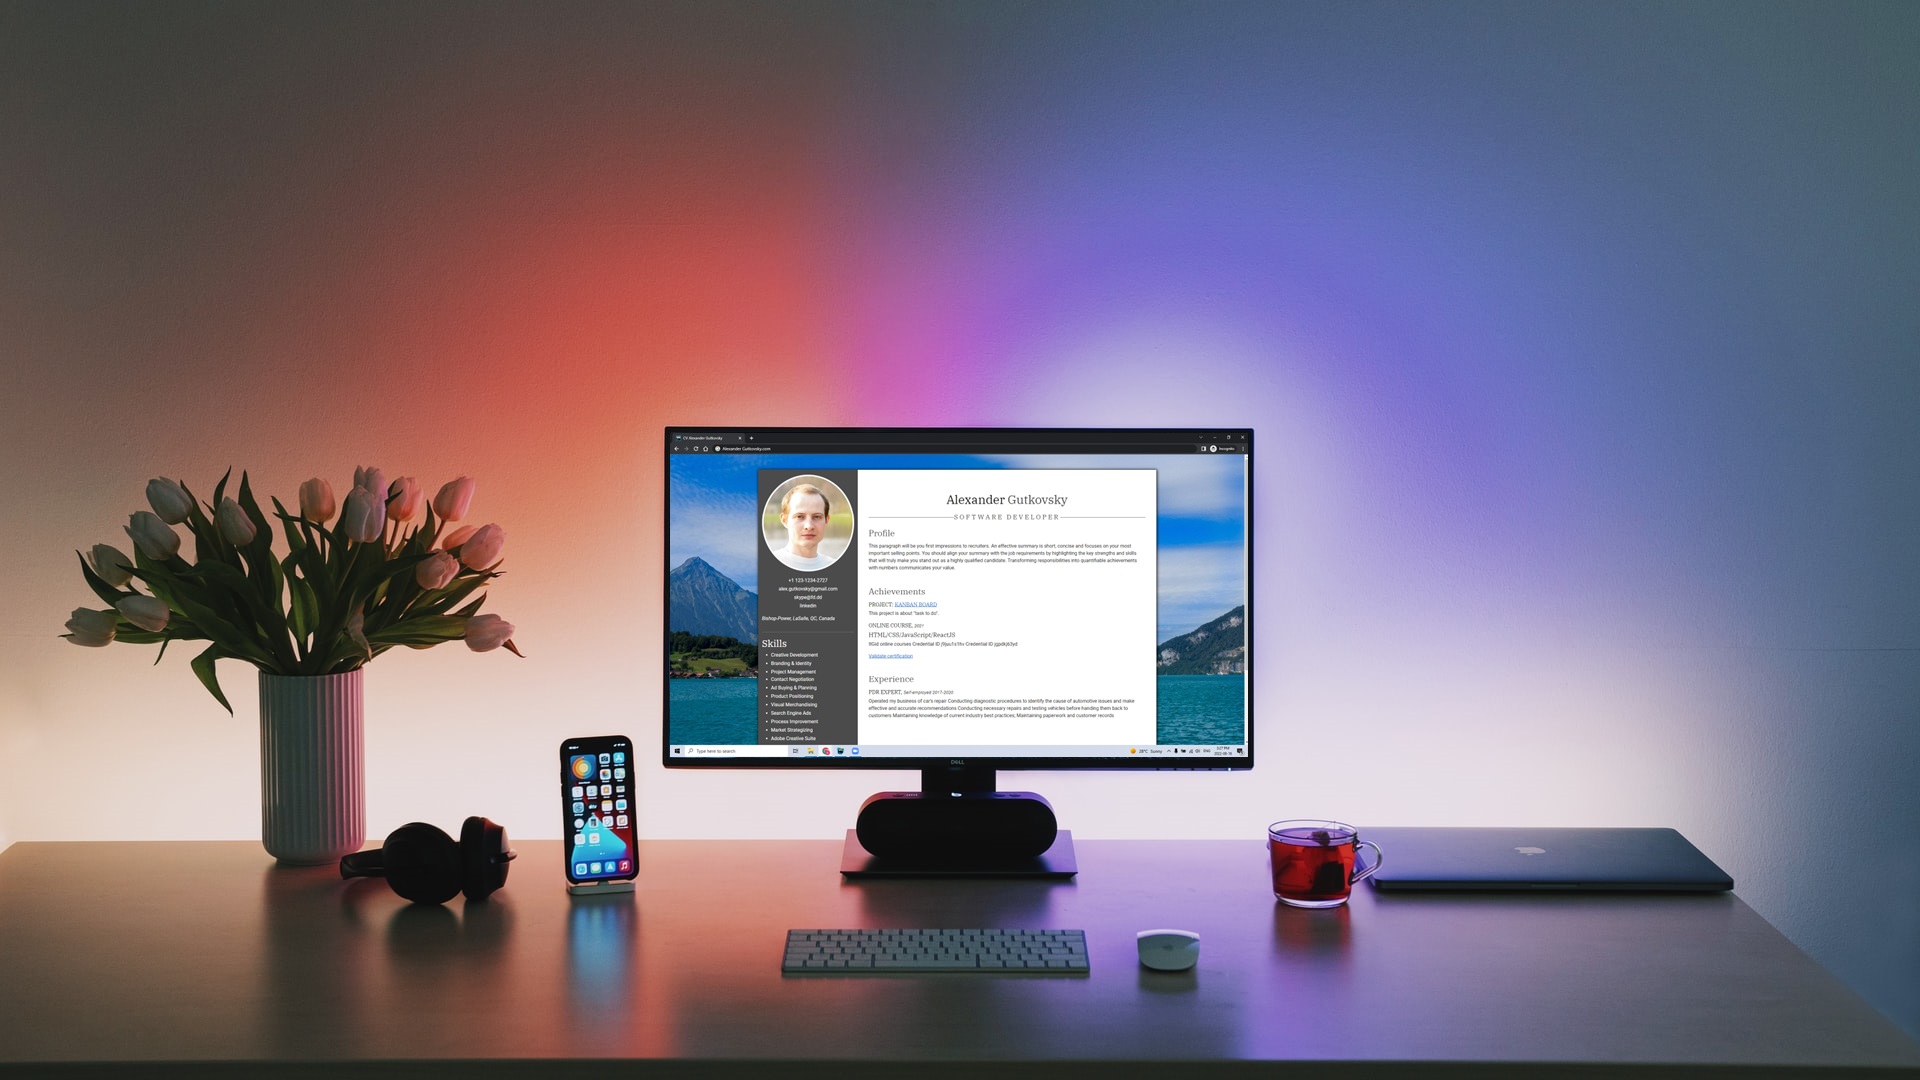 CV Alexander Gutkovsky
Alexander Gutkovsky.com
Incognito
Alexander Gutkovsky
SOFTWARE DEVELOPER
Profile
This paragraph will be you first impressions to recruiters. An effective summary is short, concise and focuses on your most
important selling points. You should align your summary with the job requirements by highlighting the key strengths and skills
that will truly make you stand out as a highly qualified candidate. Transforming responsibilities into quantifiable achievements
with numbers communicates your value.
+1 123-1234-2727
alex.gutkovsky@gmail.com
skype@fd.dd
linkedin
Bishop-Power, LaSalle, QC, Canada
Skills
Creative Development
Branding & Identity
Project Management
Contact Negotiation
Ad Buying & Planning
Product Positioning
Visual Merchandising
Search Engine Ads
Process Improvement
Market Strategizing
Adobe Creative Suite
Achievements
PROJECT: KANBAN BOARD
This project is about "task to do".
ONLINE COURSE, 2021
HTML/CSS/JavaScript/ReactJS
ItGid online courses Credential ID
Validate certification
Experience
PDR EXPERT, Self-employed 2017-2020
Operated my business of car's repair Conducting diagnostic procedures to identify the cause of automotive issues and make
effective and accurate recommendations Conducting necessary repairs and testing vehicles before handing them back to
customers Maintaining knowledge of current industry best practices; Maintaining paperwork and customer records
Type here to search
28°C Sunny
ENG
3:27 PM
DELL